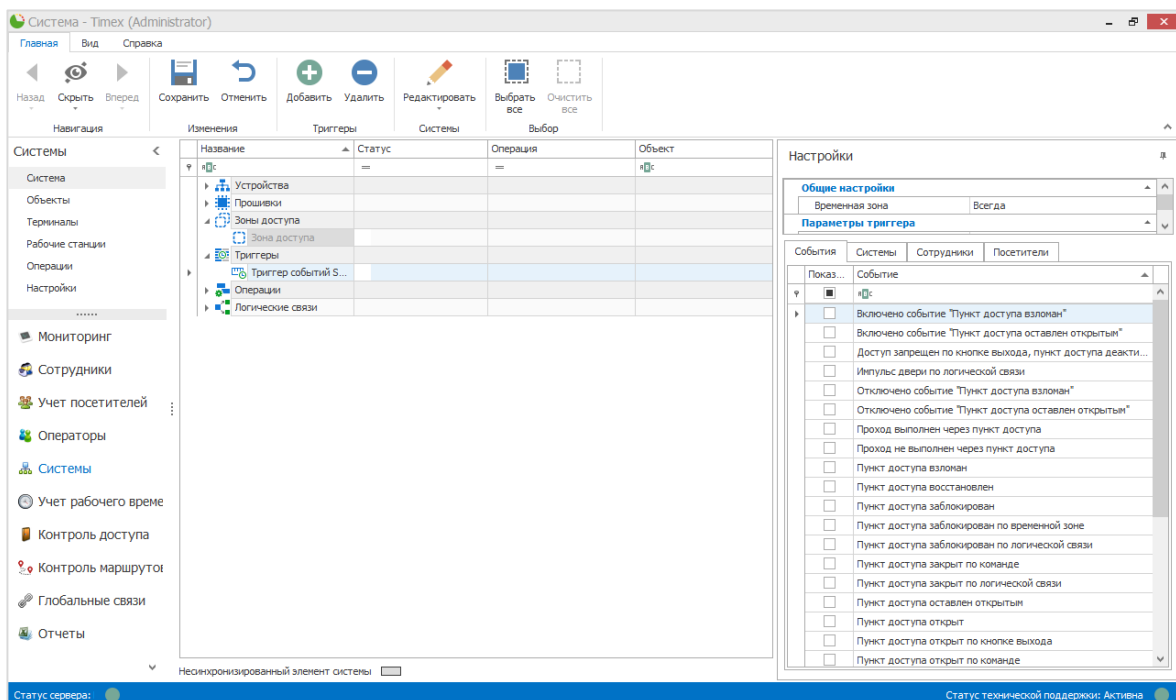 Система - Timex (Administrator)
Главная Вид Справка
Назад Скрыть Вперед Сохранить Отменить Добавить Удалить Редактировать Выбрать все Очистить все
Навигация Изменения Триггеры Системы Выбор
Системы
Система
Объекты
Терминалы
Рабочие станции
Операции
Настройки
Мониторинг
Сотрудники
Учет посетителей
Операторы
Системы
Учет рабочего време
Контроль доступа
Контроль маршрутов
Глобальные связи
Отчеты
Название Статус Операция Объект
= =
Устройства
Прошивки
Зоны доступа
Зона доступа
Триггеры
Триггер событий S...
Операции
Логические связи
Несинхронизированный элемент системы
Настройки
Общие настройки
Временная зона Всегда
Параметры триггера
События Системы Сотрудники Посетители
Показ... Событие
Включено событие "Пункт доступа взломан"
Включено событие "Пункт доступа оставлен открытым"
Доступ запрещен по кнопке выхода, пункт доступа деакти...
Импульс двери по логической связи
Отключено событие "Пункт доступа взломан"
Отключено событие "Пункт доступа оставлен открытым"
Проход выполнен через пункт доступа
Проход не выполнен через пункт доступа
Пункт доступа взломан
Пункт доступа восстановлен
Пункт доступа заблокирован
Пункт доступа заблокирован по временной зоне
Пункт доступа заблокирован по логической связи
Пункт доступа закрыт по команде
Пункт доступа закрыт по логической связи
Пункт доступа оставлен открытым
Пункт доступа открыт
Пункт доступа открыт по кнопке выхода
Пункт доступа открыт по команде
Статус сервера: Статус технической поддержки: Активна